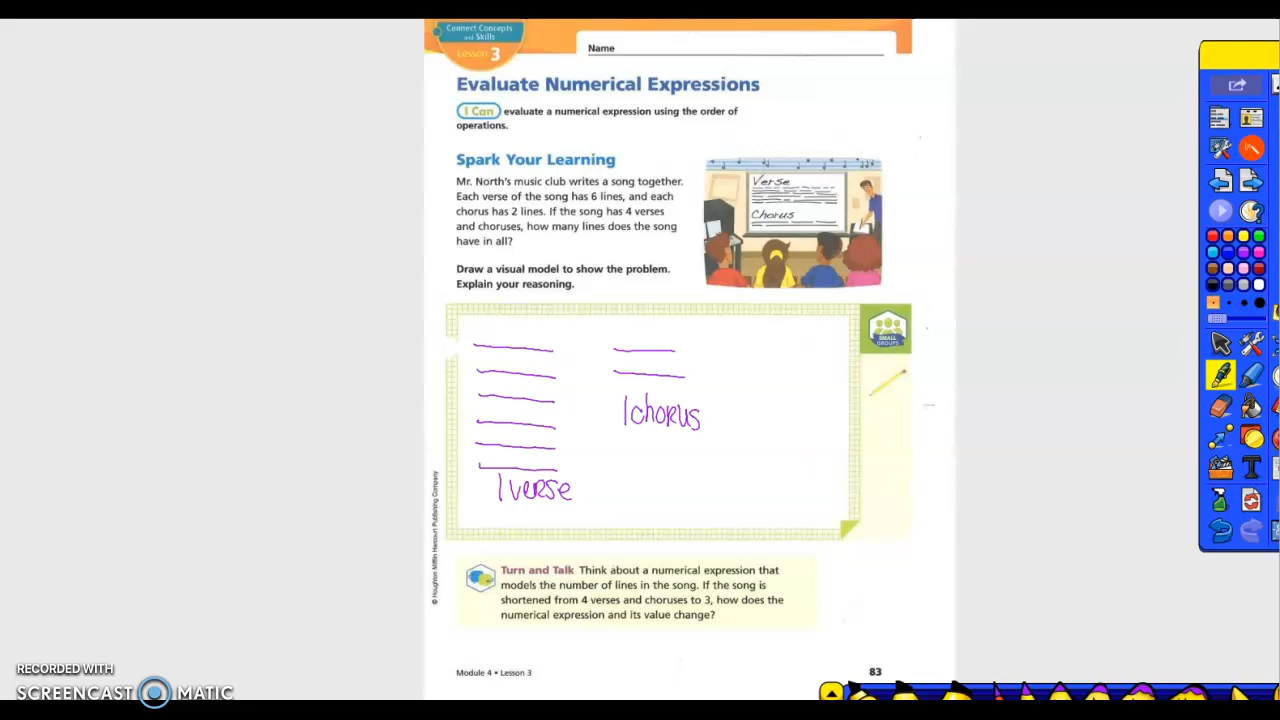 Connect Concepts
and Skills
Lesson 3
Name
Evaluate Numerical Expressions
I Can evaluate a numerical expression using the order of
operations.
Spark Your Learning
Mr. North's music club writes a song together.
Each verse of the song has 6 lines, and each
chorus has 2 lines. If the song has 4 verses
and choruses, how many lines does the song
have in all?
Draw a visual model to show the problem.
Explain your reasoning.
Verse
Chorus
SMALL
GROUPS
1 chorus
1 verse
© Houghton Mifflin Harcourt Publishing Company
Turn and Talk Think about a numerical expression that
models the number of lines in the song. If the song is
shortened from 4 verses and choruses to 3, how does the
numerical expression and its value change?
Module 4 • Lesson 3
83
RECORDED WITH
SCREENCAST MATIC
T